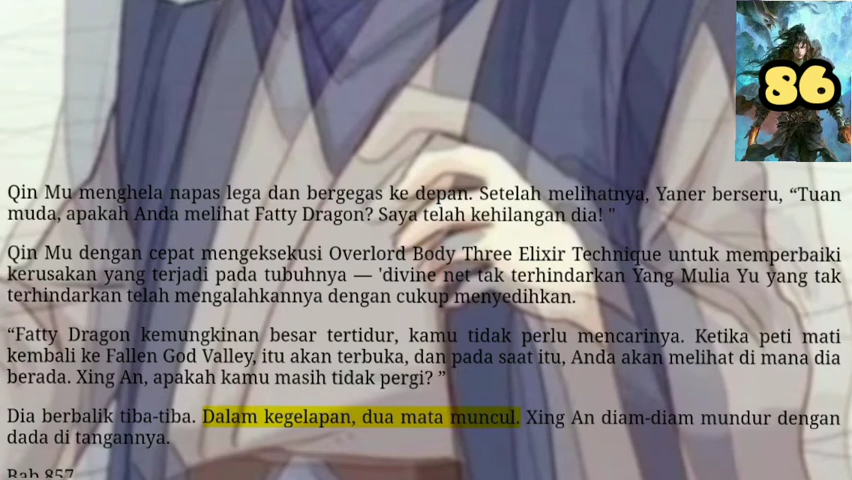 86
Qin Mu menghela napas lega dan bergegas ke depan. Setelah melihatnya, Yaner berseru, “Tuan
muda, apakah Anda melihat Fatty Dragon? Saya telah kehilangan dia! "
Qin Mu dengan cepat mengeksekusi Overlord Body Three Elixir Technique untuk memperbaiki
kerusakan yang terjadi pada tubuhnya — 'divine net tak terhindarkan Yang Mulia Yu yang tak
terhindarkan telah mengalahkannya dengan cukup menyedihkan.
“Fatty Dragon kemungkinan besar tertidur, kamu tidak perlu mencarinya. Ketika peti mati
kembali ke Fallen God Valley, itu akan terbuka, dan pada saat itu, Anda akan melihat di mana dia
berada. Xing An, apakah kamu masih tidak pergi? ”
Dia berbalik tiba-tiba. Dalam kegelapan, dua mata muncul. Xing An diam-diam mundur dengan
dada di tangannya.
Bab 857